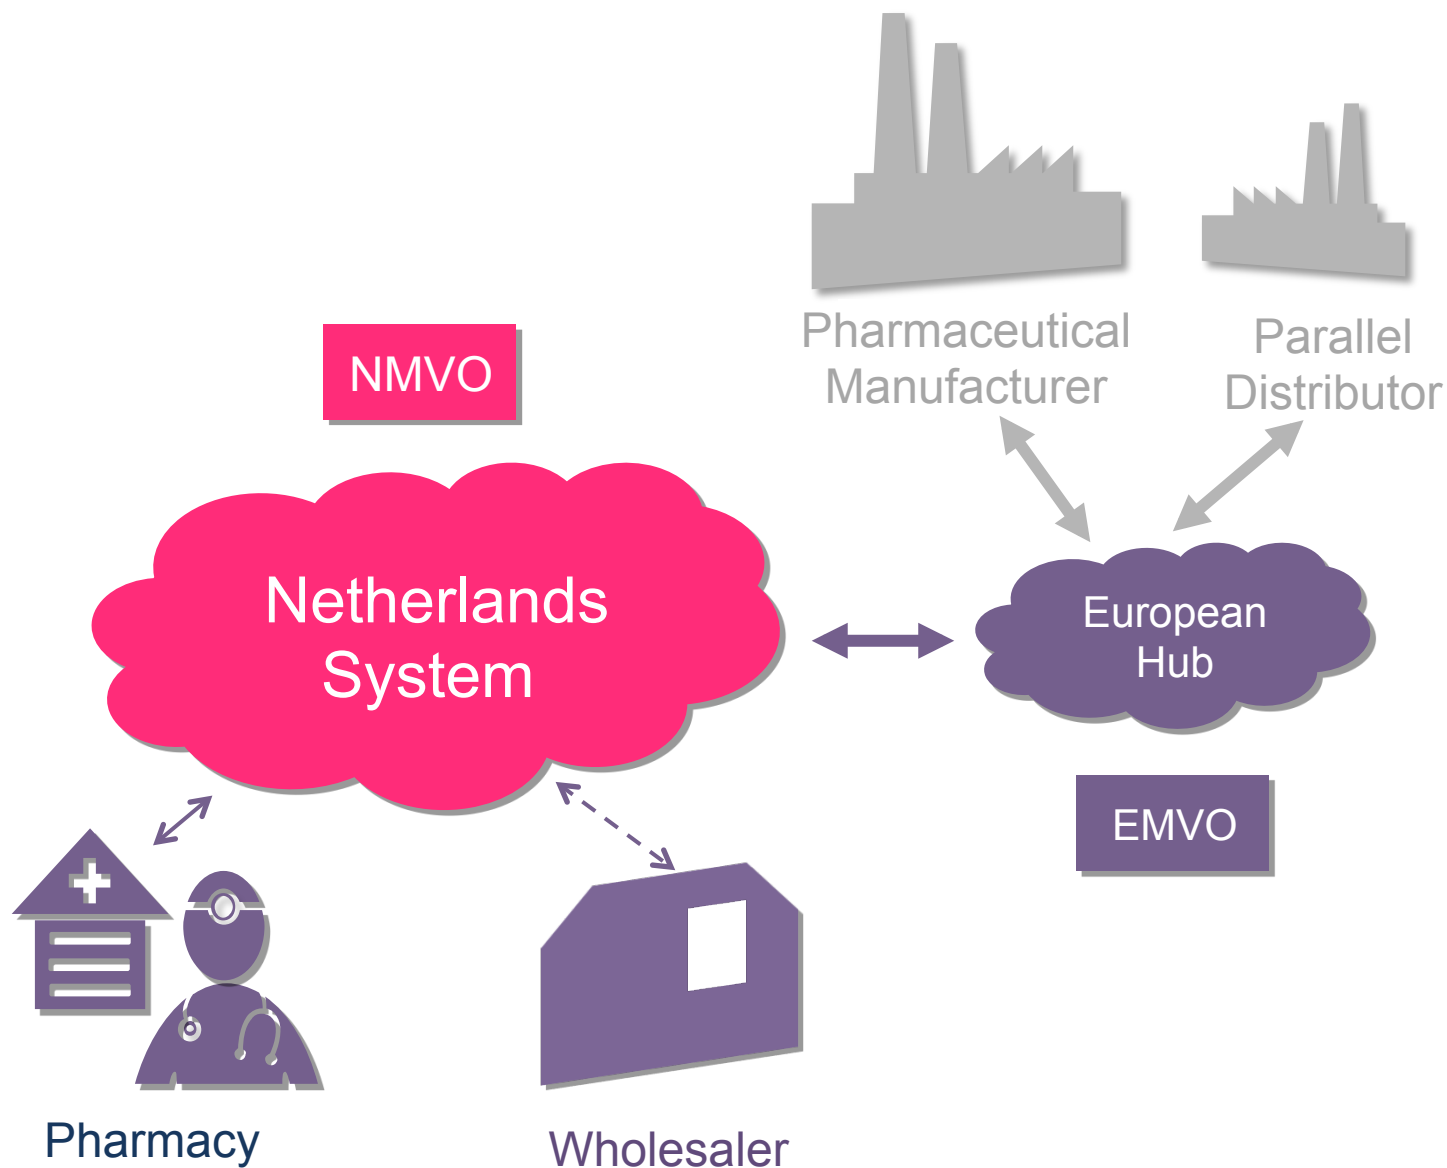 Pharmaceutical
Manufacturer
Parallel
Distributor
NMVO
Netherlands
System
European
Hub
EMVO
Pharmacy
Wholesaler